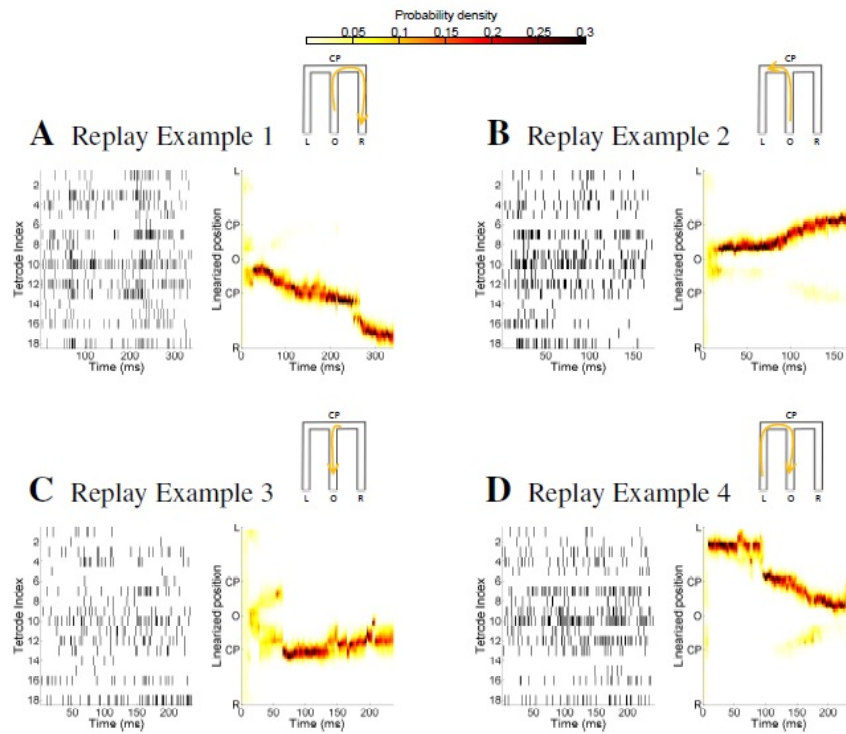 Probability density
0.05 0.1 0.15 0.2 0.25 0.3
CP
L O R
A Replay Example 1
Tetrode Index
2
4
6
8
10
12
14
16
18
100 200 300
Time (ms)
Linearized position
L
CP
O
CP
R
0 100 200 300
Time (ms)
CP
L O R
B Replay Example 2
Tetrode Index
2
4
6
8
10
12
14
16
18
50 100 150
Time (ms)
Linearized position
L
CP
O
CP
R
0 50 100 150
Time (ms)
CP
L O R
C Replay Example 3
Tetrode Index
2
4
6
8
10
12
14
16
18
50 100 150 200
Time (ms)
Linearized position
L
CP
O
CP
R
0 50 100 150 200
Time (ms)
CP
L O R
D Replay Example 4
Tetrode Index
2
4
6
8
10
12
14
16
18
50 100 150 200
Time (ms)
Linearized position
L
CP
O
CP
R
0 50 100 150 200
Time (ms)